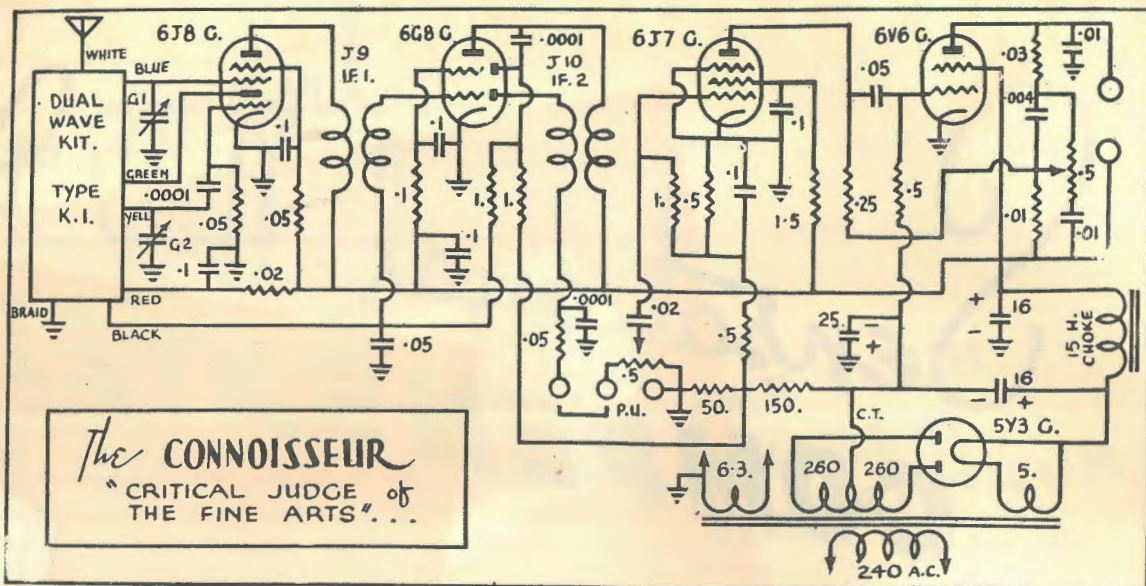 6J8 G.
6G8 G.
6J7 G.
6V6 G.
WHITE
BLUE
DUAL
WAVE
KIT.
TYPE
K.I.
G1
GREEN
.0001
YELL
G2
.1
RED
BRAID
BLACK
.05
.02
.1
.05
J9
I.F. 1.
.1
.1
.1
.05
.0001
1.
1.
J10
I.F. 2
.0001
.05
.5
P.U.
.02
1.
.5
.1
.1
1.5
.5
50.
150.
.05
.25
.5
25.
-
+
C.T.
.03
.01
.004
.5
.01
.01
+
16
-
15 H.
CHOKE
16
-
+
5Y3 G.
6.3.
260
260
5.
240 A.C.
The CONNOISSEUR
"CRITICAL JUDGE of
THE FINE ARTS"...